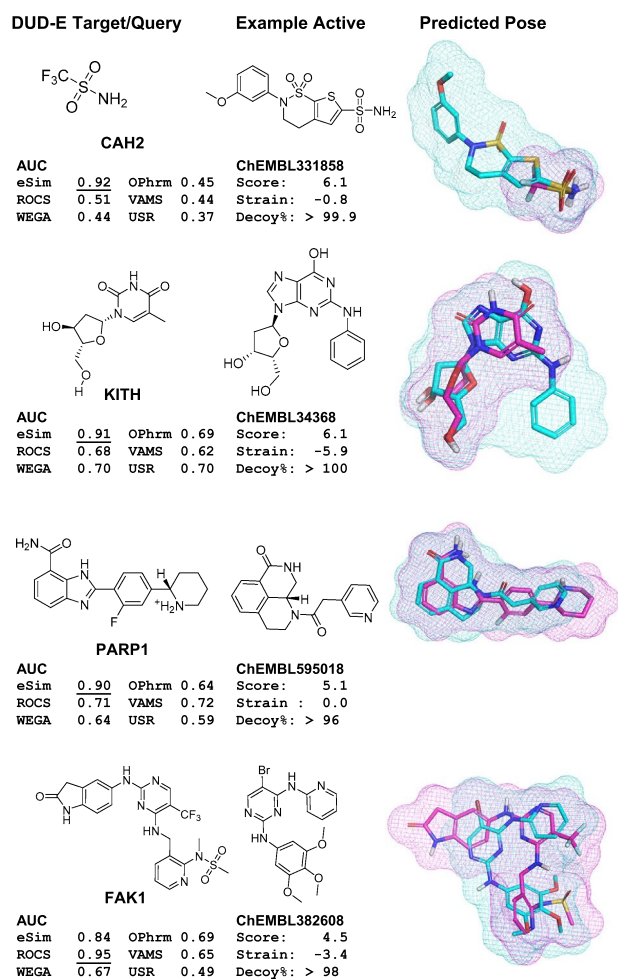 DUD-E Target/Query Example Active Predicted Pose
F3C S O O NH2
CAH2
O N S O O S S O O NH2
AUC ChEMBL331858
eSim 0.92 OPhrm 0.45 Score: 6.1
ROCS 0.51 VAMS 0.44 Strain: -0.8
WEGA 0.44 USR 0.37 Decoy%: > 99.9
O NH O N HO O O H
KITH
OH N N N N N H O HO HO
AUC ChEMBL34368
eSim 0.91 OPhrm 0.69 Score: 6.1
ROCS 0.68 VAMS 0.62 Strain: -5.9
WEGA 0.70 USR 0.70 Decoy%: > 100
H2N O H N N F H N +H2
PARP1
O NH H N O N
AUC ChEMBL595018
eSim 0.90 OPhrm 0.64 Score: 5.1
ROCS 0.71 VAMS 0.72 Strain : 0.0
WEGA 0.64 USR 0.59 Decoy%: > 96
O N H H N N N CF3 HN N N S O O
FAK1
Br H N N N N HN O O O
AUC ChEMBL382608
eSim 0.84 OPhrm 0.69 Score: 4.5
ROCS 0.95 VAMS 0.65 Strain: -3.4
WEGA 0.67 USR 0.49 Decoy%: > 98